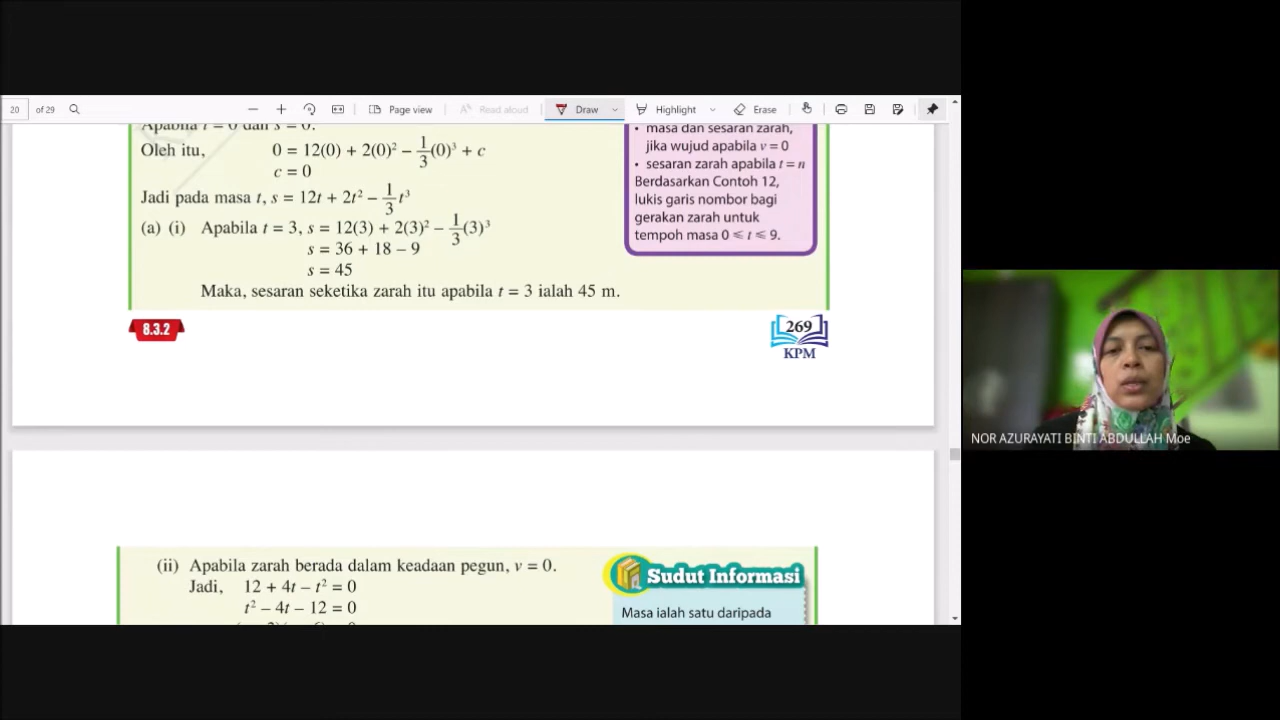 20 of 29 Page view Read aloud Draw Highlight Erase
Apabila t = 0 dan s = 0.
Oleh itu, 0 = 12(0) + 2(0)² − 1/3(0)³ + c
c = 0
Jadi pada masa t, s = 12t + 2t² − 1/3t³
(a) (i) Apabila t = 3, s = 12(3) + 2(3)² − 1/3(3)³
s = 36 + 18 − 9
s = 45
Maka, sesaran seketika zarah itu apabila t = 3 ialah 45 m.
• masa dan sesaran zarah,
jika wujud apabila v = 0
• sesaran zarah apabila t = n
Berdasarkan Contoh 12,
lukis garis nombor bagi
gerakan zarah untuk
tempoh masa 0 ⩽ t ⩽ 9.
8.3.2
269
KPM
(ii) Apabila zarah berada dalam keadaan pegun, v = 0.
Jadi, 12 + 4t − t² = 0
t² − 4t − 12 = 0
Sudut Informasi
Masa ialah satu daripada
NOR AZURAYATI BINTI ABDULLAH Moe